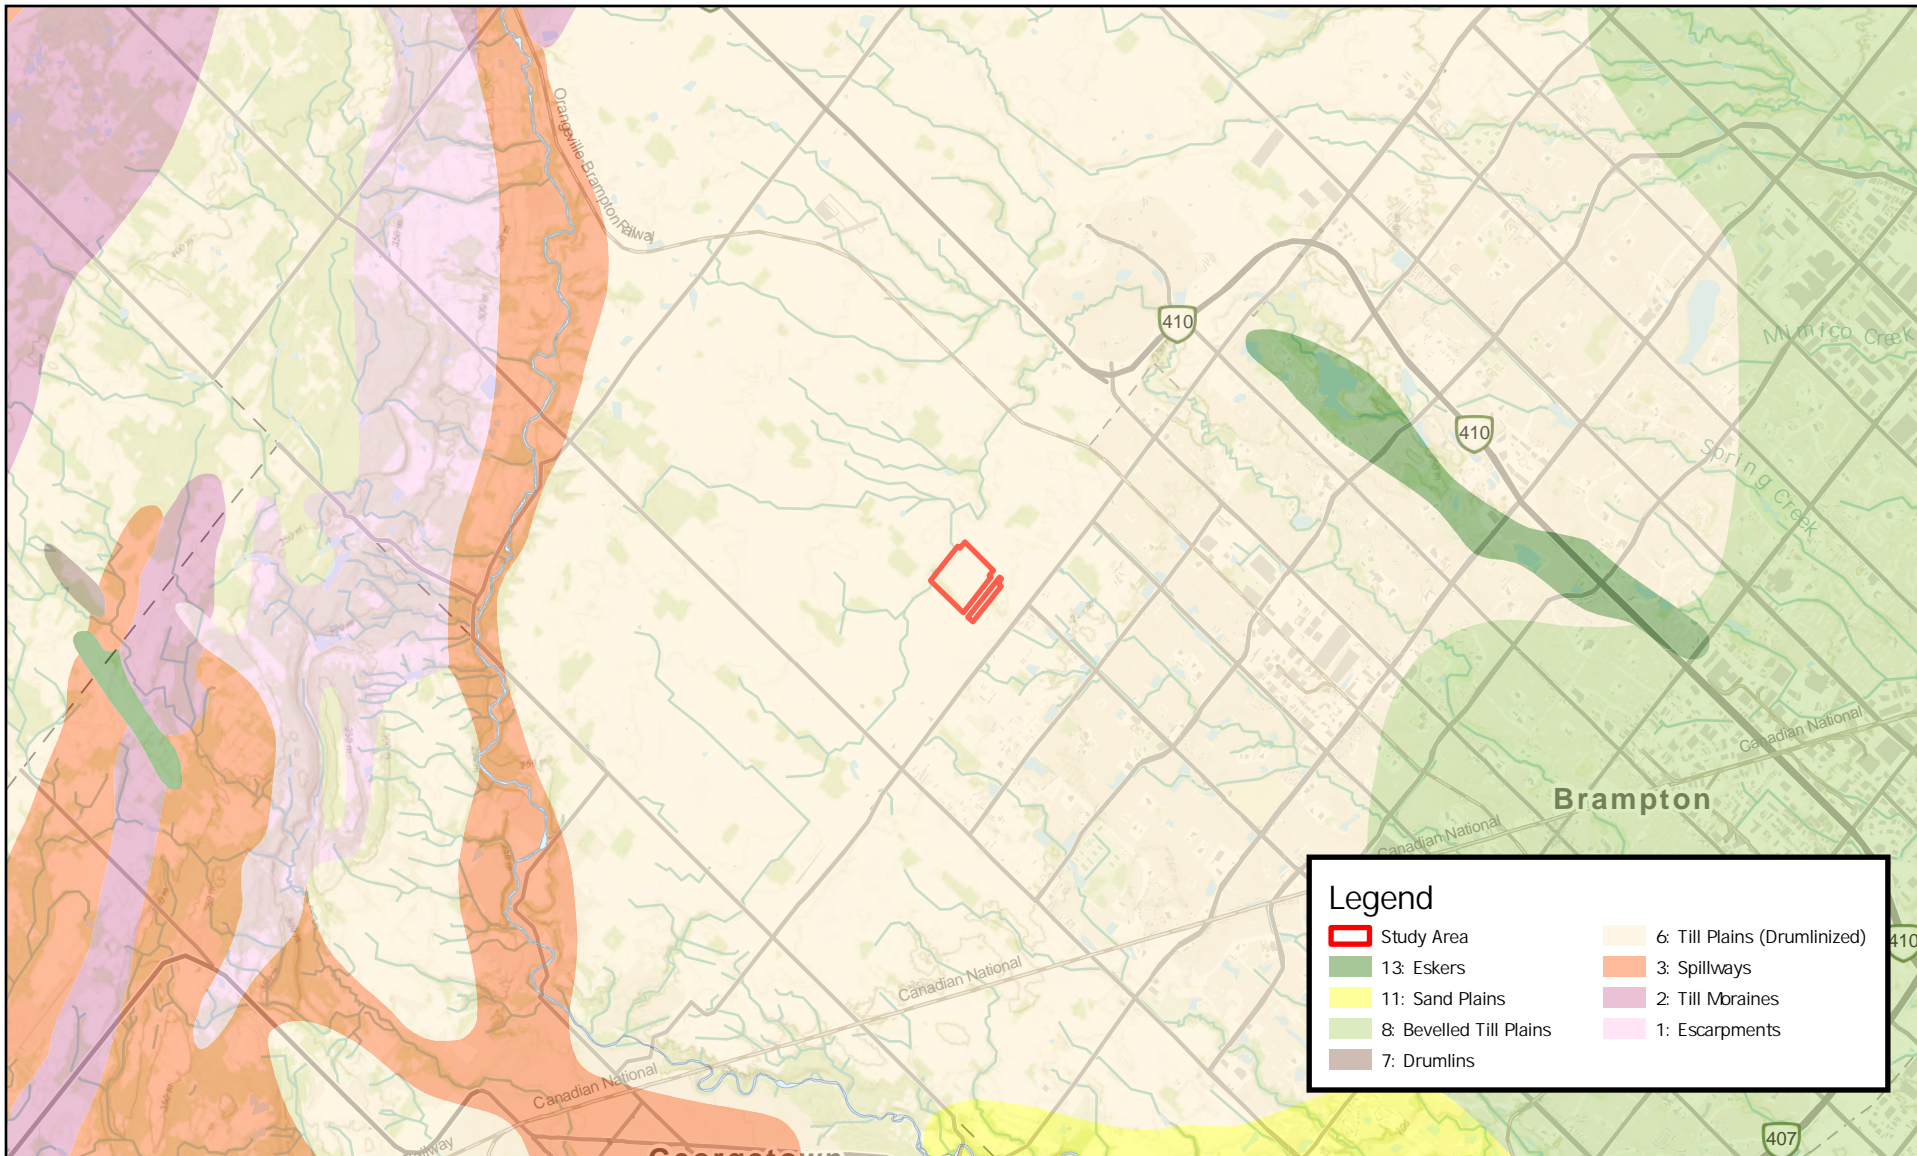 Orangeville-Brampton Railwa
410
Mimico Creek
410
Spring Creek
Canadian National
Brampton
Canadian National
Legend
Study Area
13: Eskers
11: Sand Plains
8: Bevelled Till Plains
7: Drumlins
6: Till Plains (Drumlinized)
3: Spillways
2: Till Moraines
1: Escarpments
410
Canadian National
Canadian National
407
Georgetown